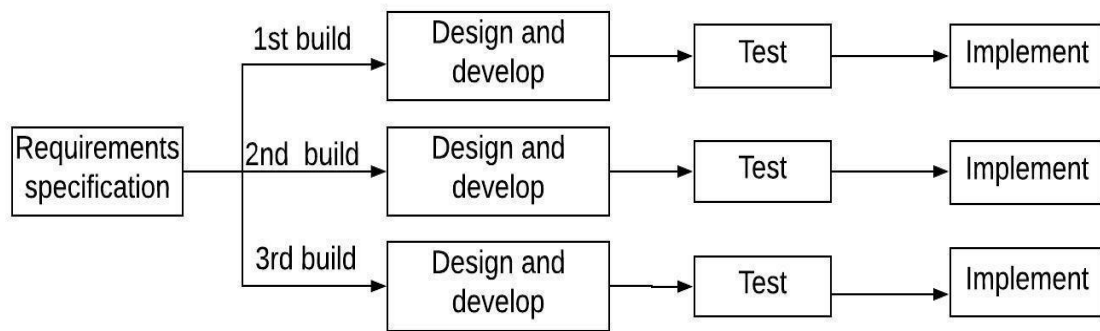 1st build
Design and
develop
Test
Implement
Requirements
specification
2nd build
Design and
develop
Test
Implement
3rd build
Design and
develop
Test
Implement